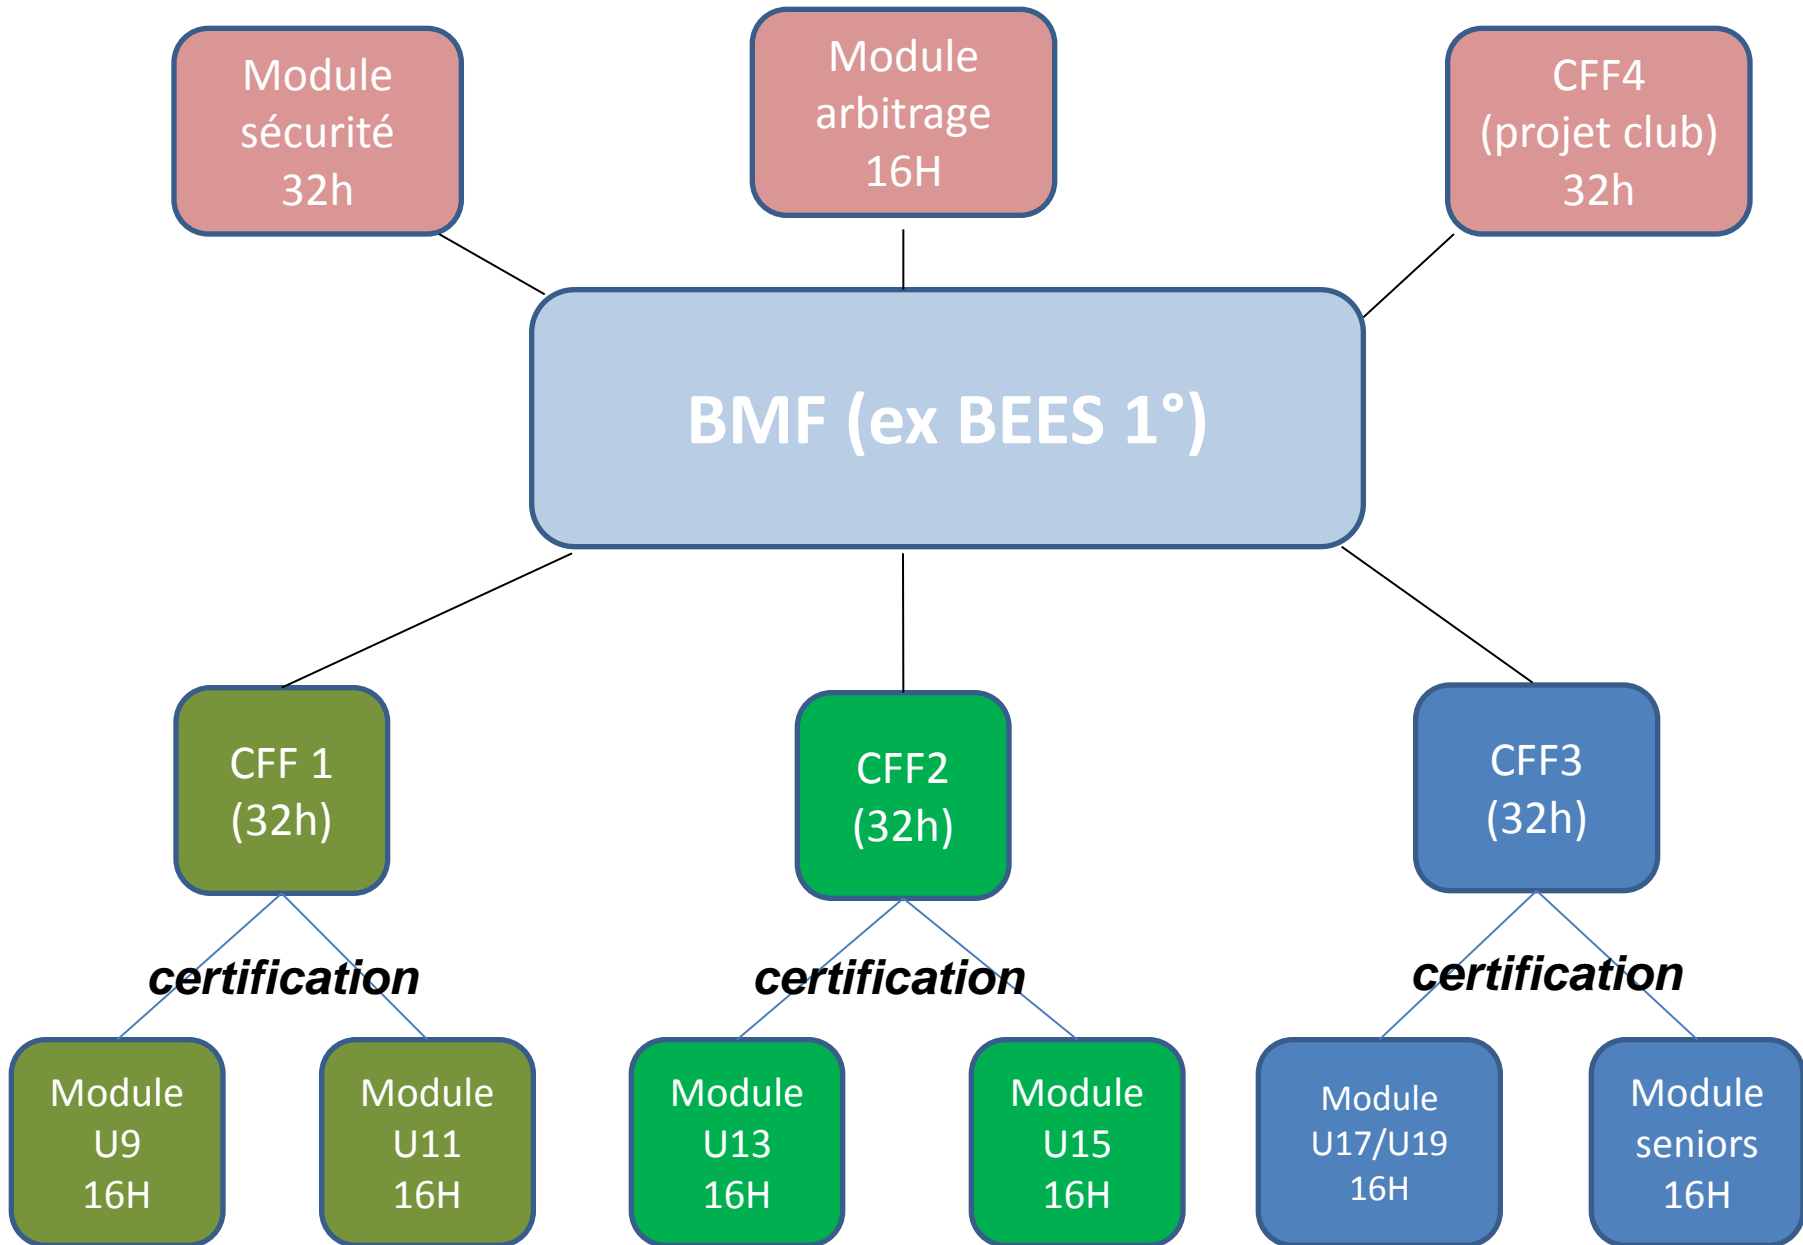 Module
sécurité
32h
Module
arbitrage
16H
CFF4
(projet club)
32h
BMF (ex BEES 1°)
CFF 1
(32h)
CFF2
(32h)
CFF3
(32h)
certification
certification
certification
Module
U9
16H
Module
U11
16H
Module
U13
16H
Module
U15
16H
Module
U17/U19
16H
Module
seniors
16H